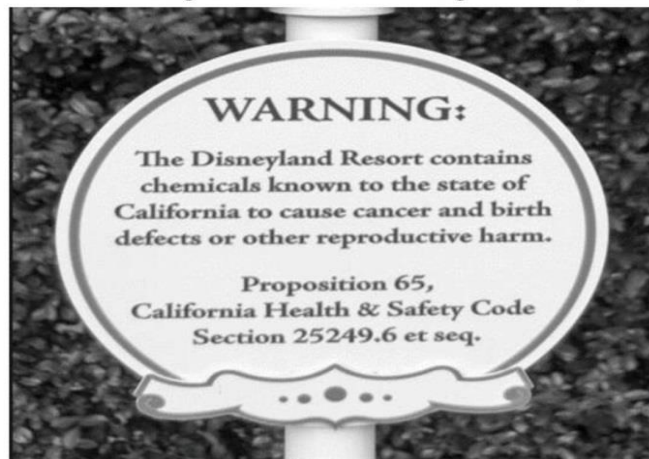 WARNING:
The Disneyland Resort contains
chemicals known to the state of
California to cause cancer and birth
defects or other reproductive harm.
Proposition 65,
California Health & Safety Code
Section 25249.6 et seq.